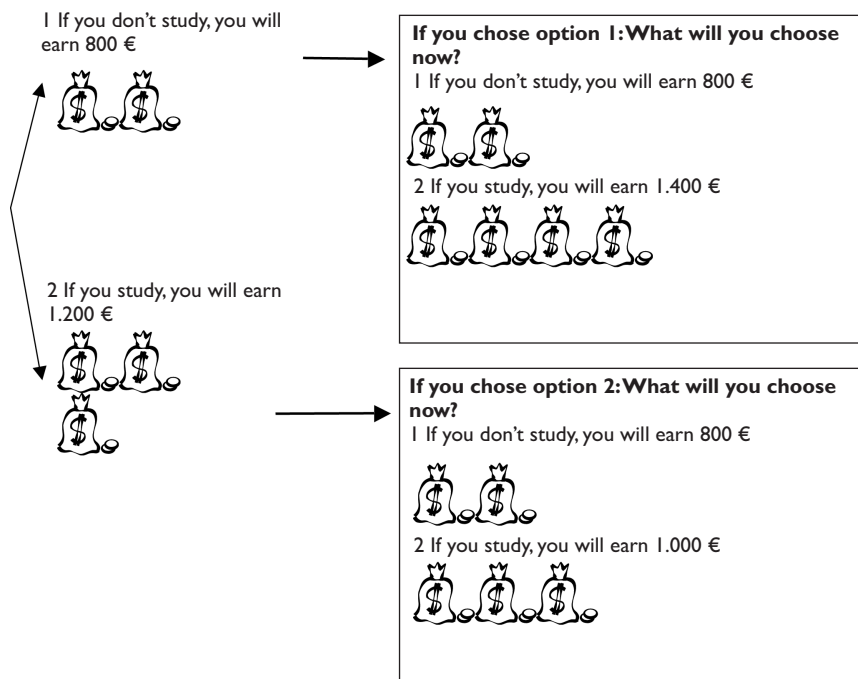 1 If you don't study, you will
earn 800 €
2 If you study, you will earn
1.200 €
If you chose option 1: What will you choose
now?
1 If you don't study, you will earn 800 €
2 If you study, you will earn 1.400 €
If you chose option 2: What will you choose
now?
1 If you don't study, you will earn 800 €
2 If you study, you will earn 1.000 €